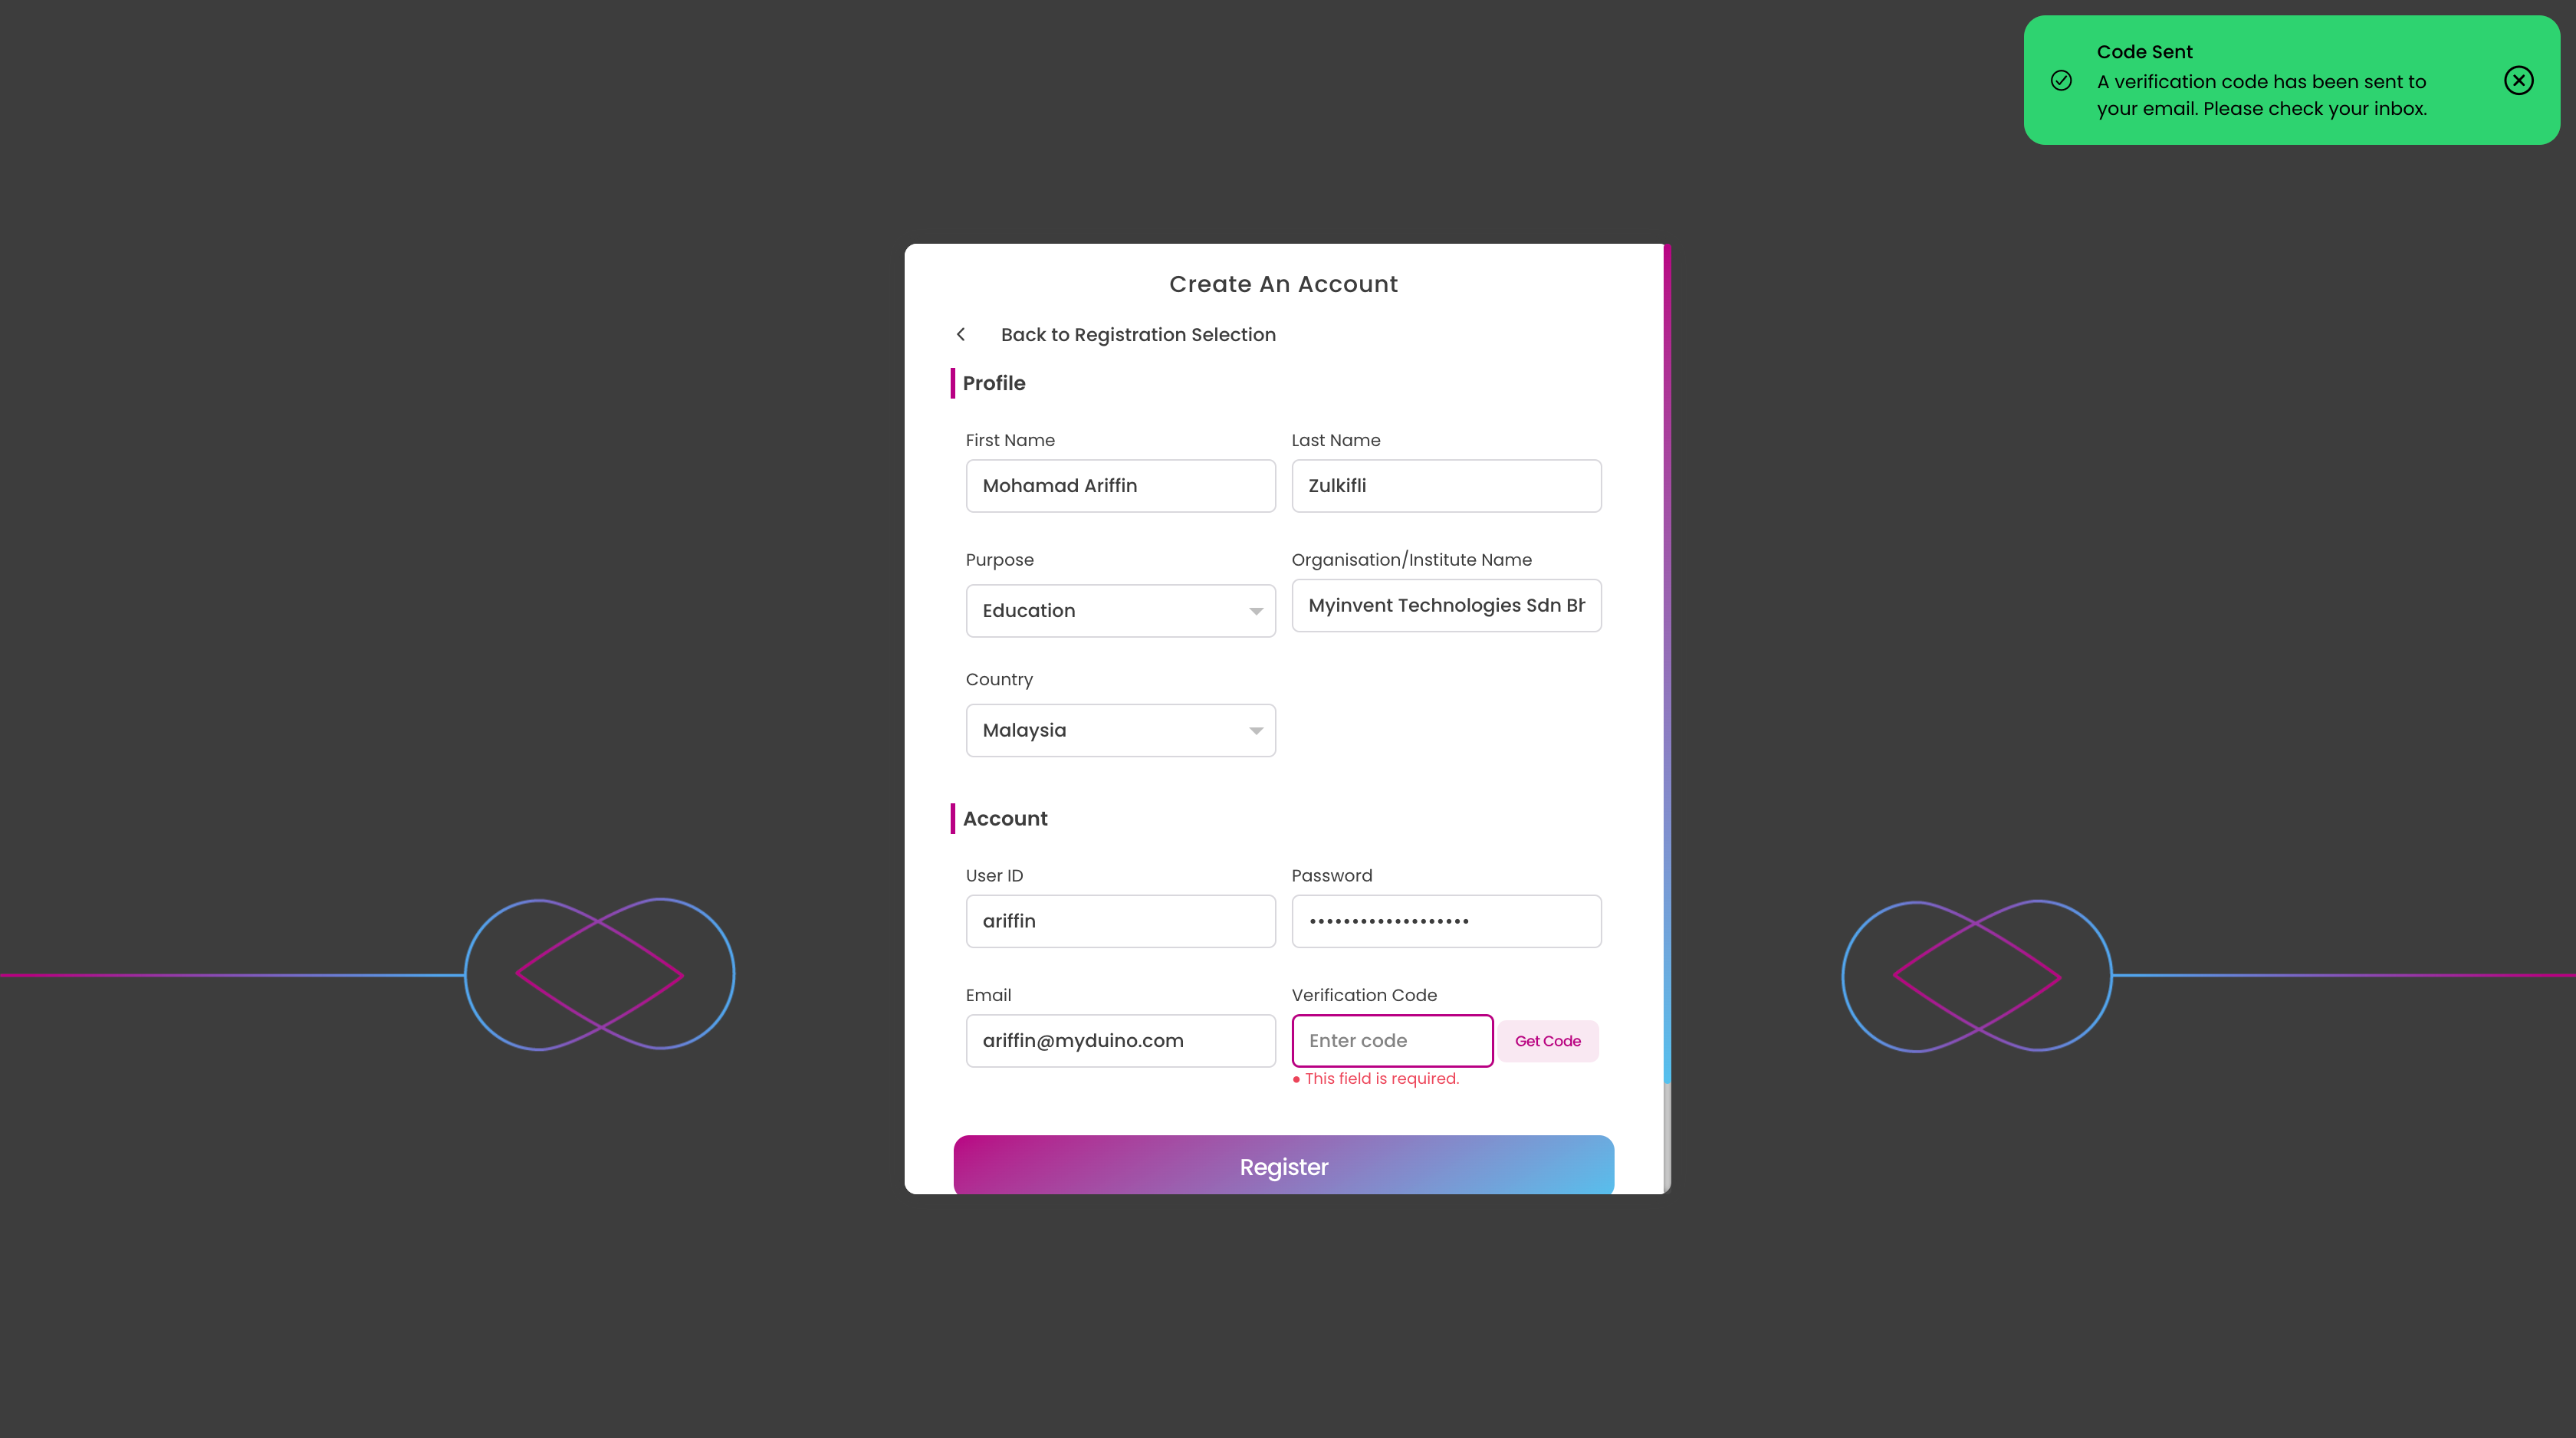 Code Sent
A verification code has been sent to
your email. Please check your inbox.
Create An Account
Back to Registration Selection
Profile
First Name
Last Name
Mohamad Ariffin
Zulkifli
Purpose
Organisation/Institute Name
Education
Myinvent Technologies Sdn Bh
Country
Malaysia
Account
User ID
Password
ariffin
•••••••••••••••••••
Email
Verification Code
ariffin@myduino.com
Enter code
Get Code
• This field is required.
Register